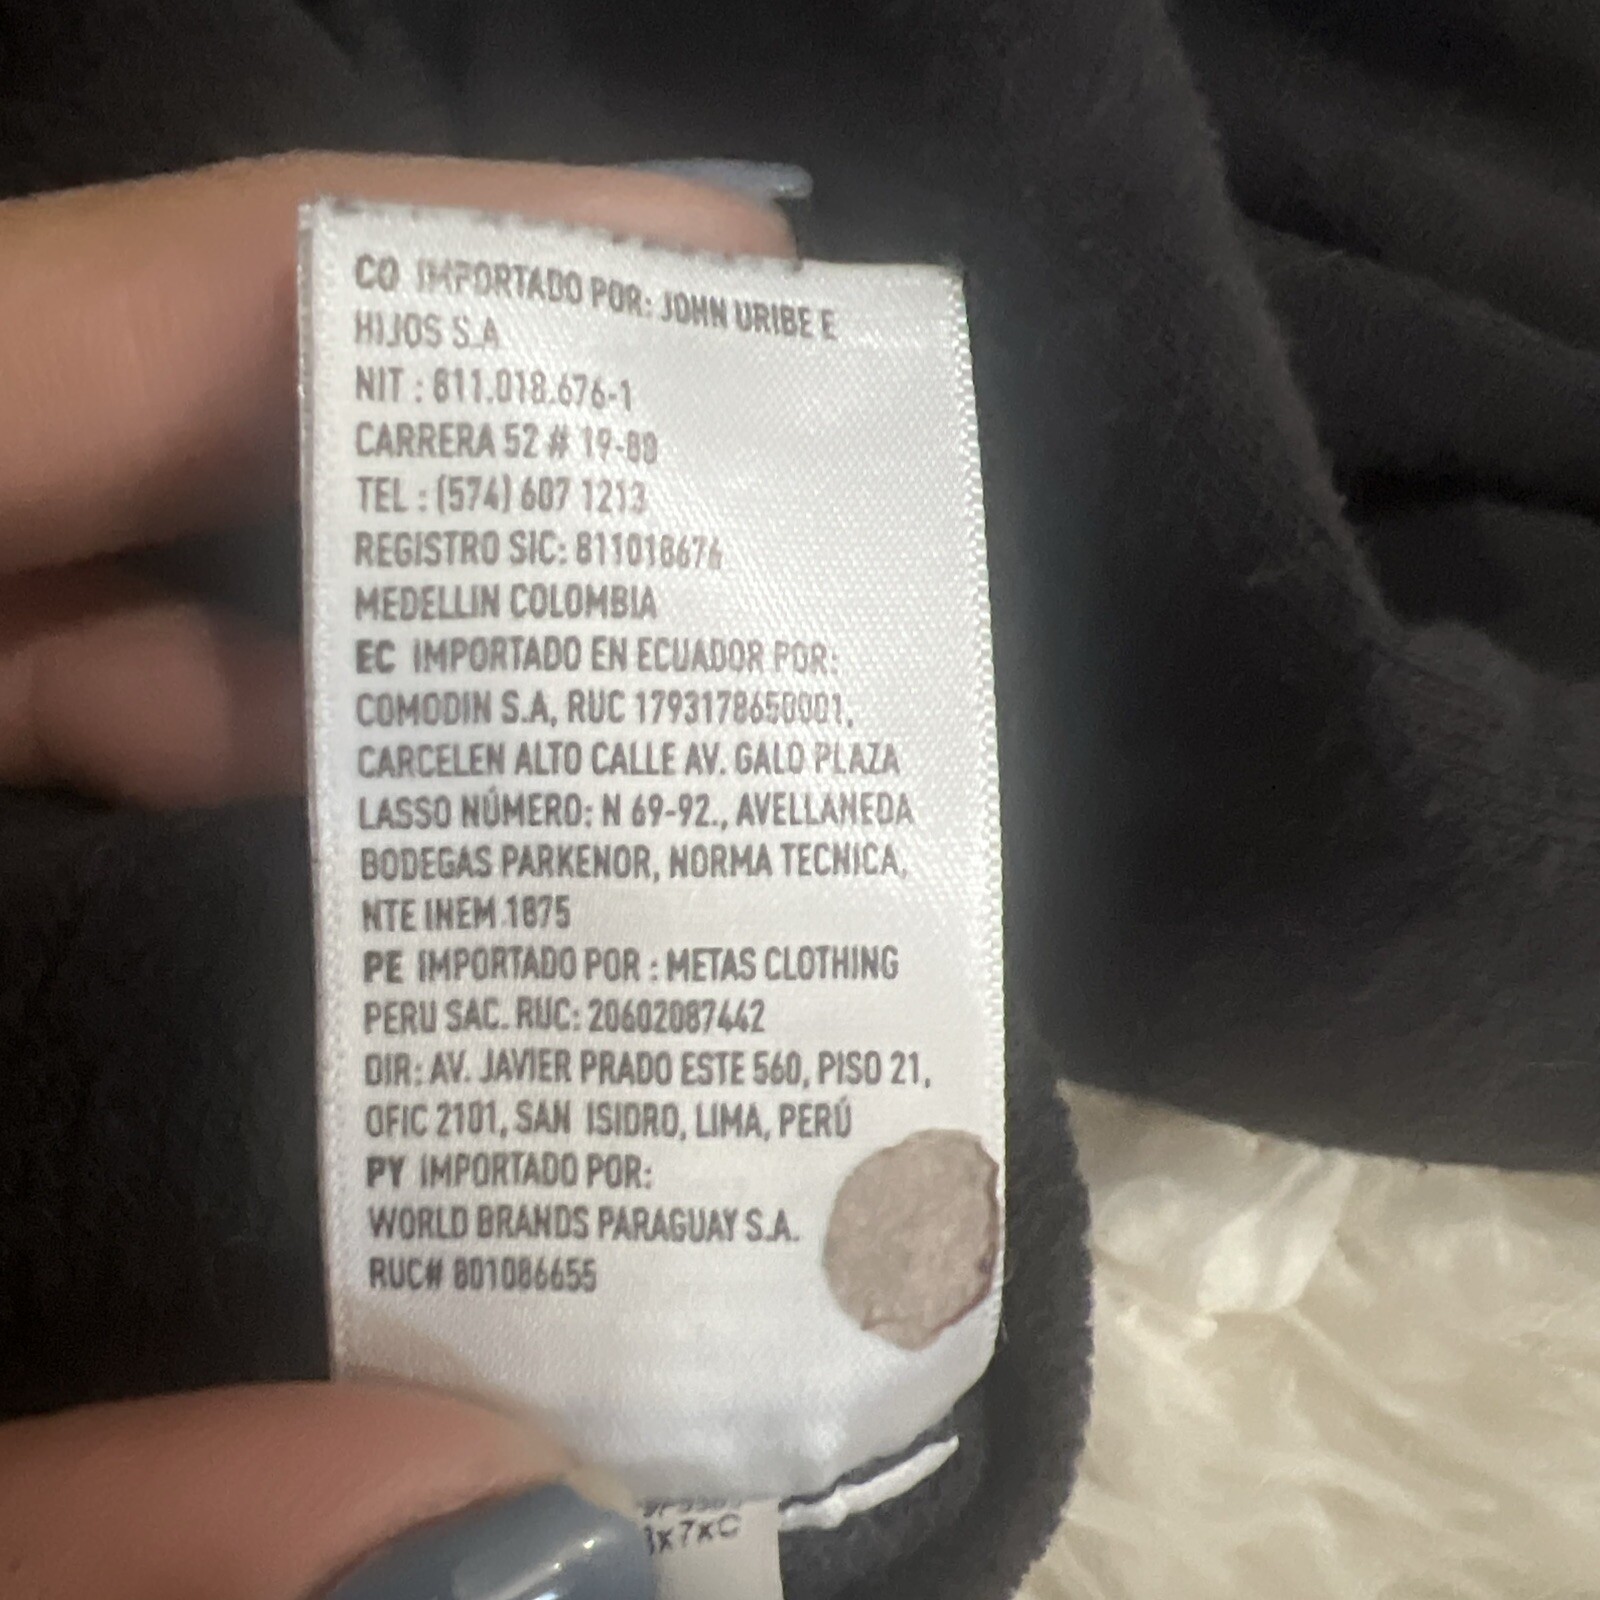 CO IMPORTADO POR: JOHN URIBE E
HIJOS S.A
NIT : 811.018.676-1
CARRERA 52 # 19-80
TEL : (574) 607 1213
REGISTRO SIC: 811018676
MEDELLIN COLOMBIA
EC IMPORTADO EN ECUADOR POR:
COMODIN S.A, RUC 1793178650001,
CARCELEN ALTO CALLE AV. GALO PLAZA
LASSO NÚMERO: N 69-92., AVELLANEDA
BODEGAS PARKENOR, NORMA TECNICA,
NTE INEM 1875
PE IMPORTADO POR : METAS CLOTHING
PERU SAC. RUC: 20602087442
DIR: AV. JAVIER PRADO ESTE 560, PISO 21,
OFIC 2101, SAN ISIDRO, LIMA, PERÚ
PY IMPORTADO POR:
WORLD BRANDS PARAGUAY S.A.
RUC# 801086655